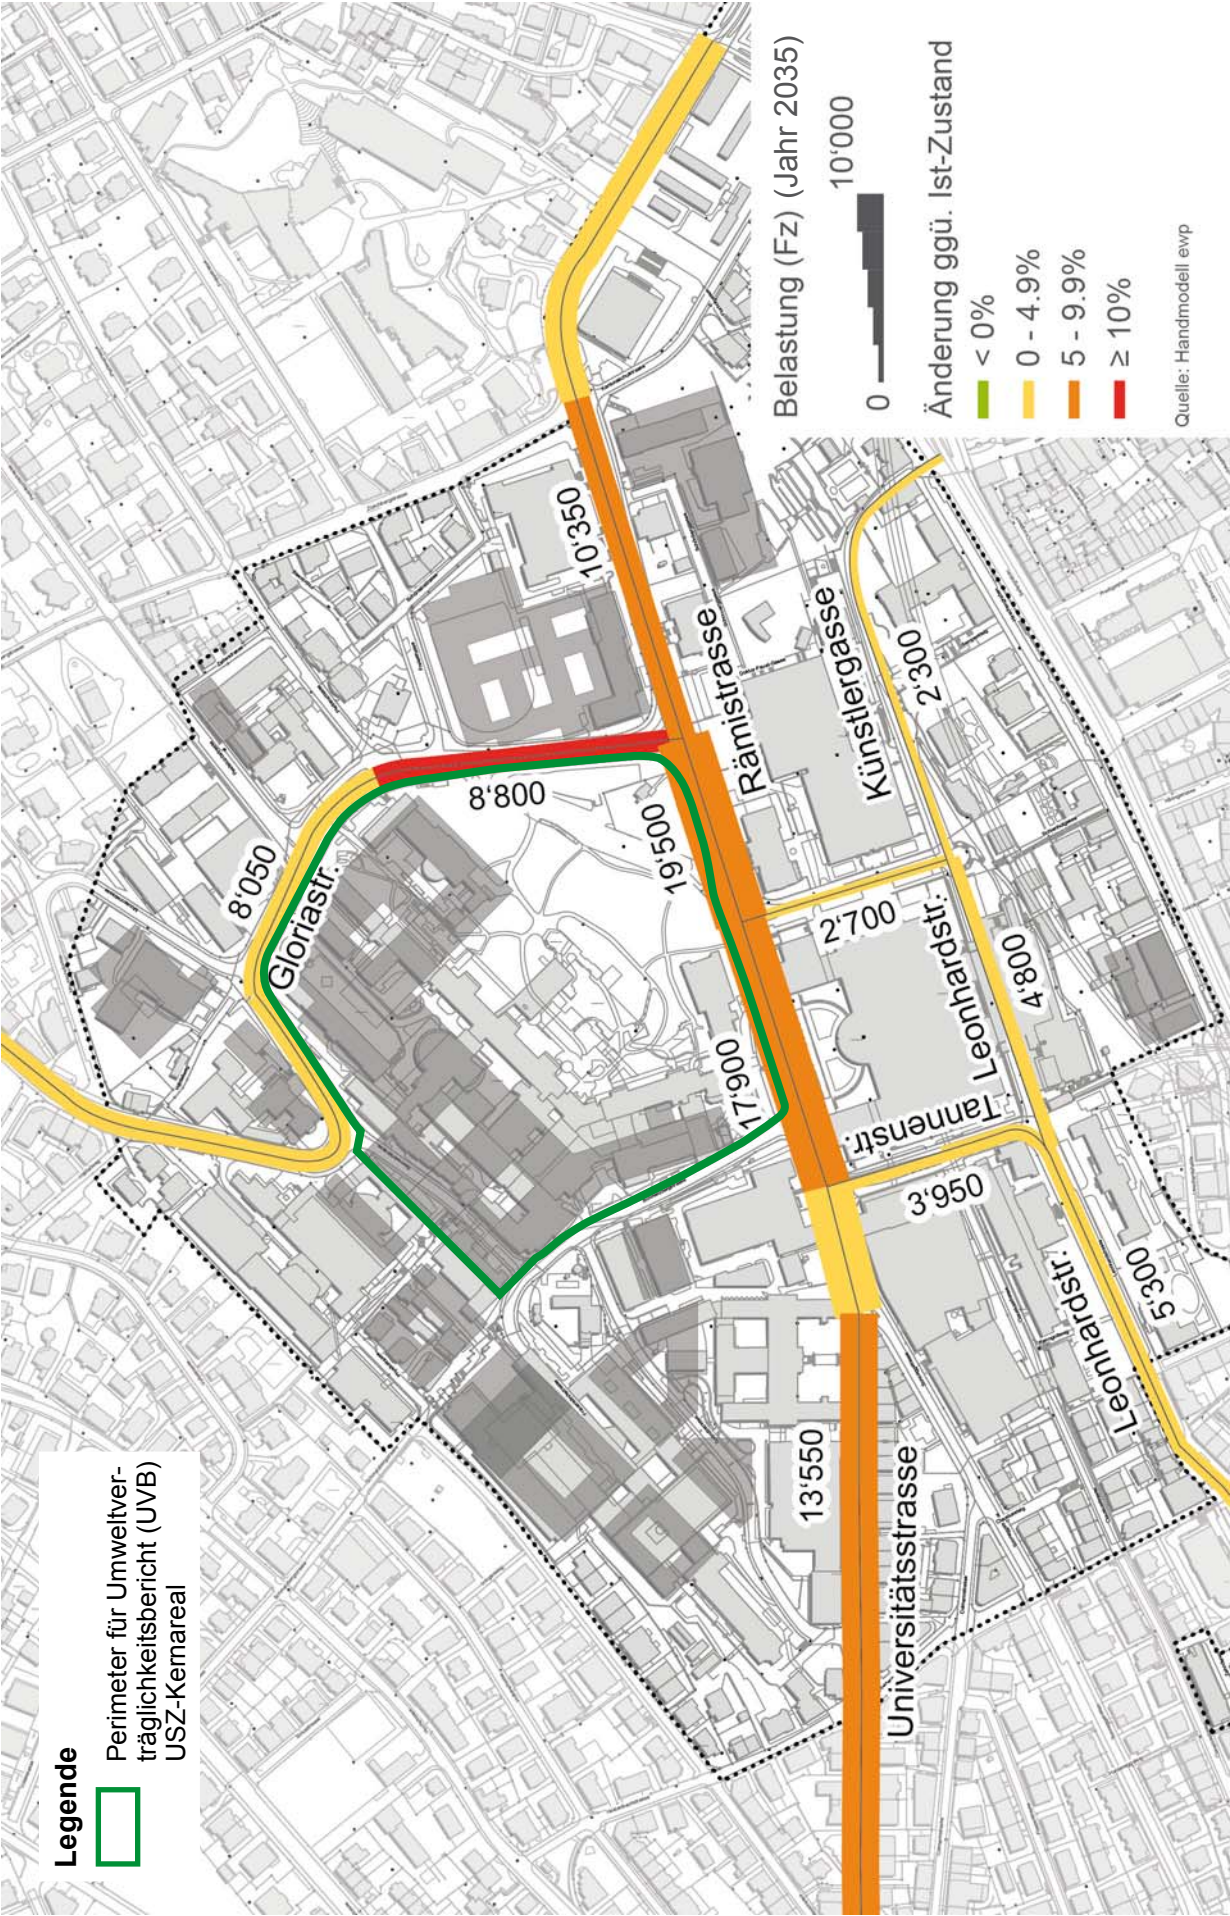 Legende
Perimeter für Umweltver-
träglichkeitsbericht (UVB)
USZ-Kernareal
8'050
Gloriastr.
8'800
10'350
19'500
17'900
Rämistrasse
Künstlergasse
2'300
2'700
Leonhardstr.
4'800
Tannenstr.
3'950
Leonhardstr.
5'300
13'550
Universitätsstrasse
Belastung (Fz) (Jahr 2035)
0
10'000
Änderung ggü. Ist-Zustand
< 0%
0 - 4.9%
5 - 9.9%
≥ 10%
Quelle: Handmodell ewp